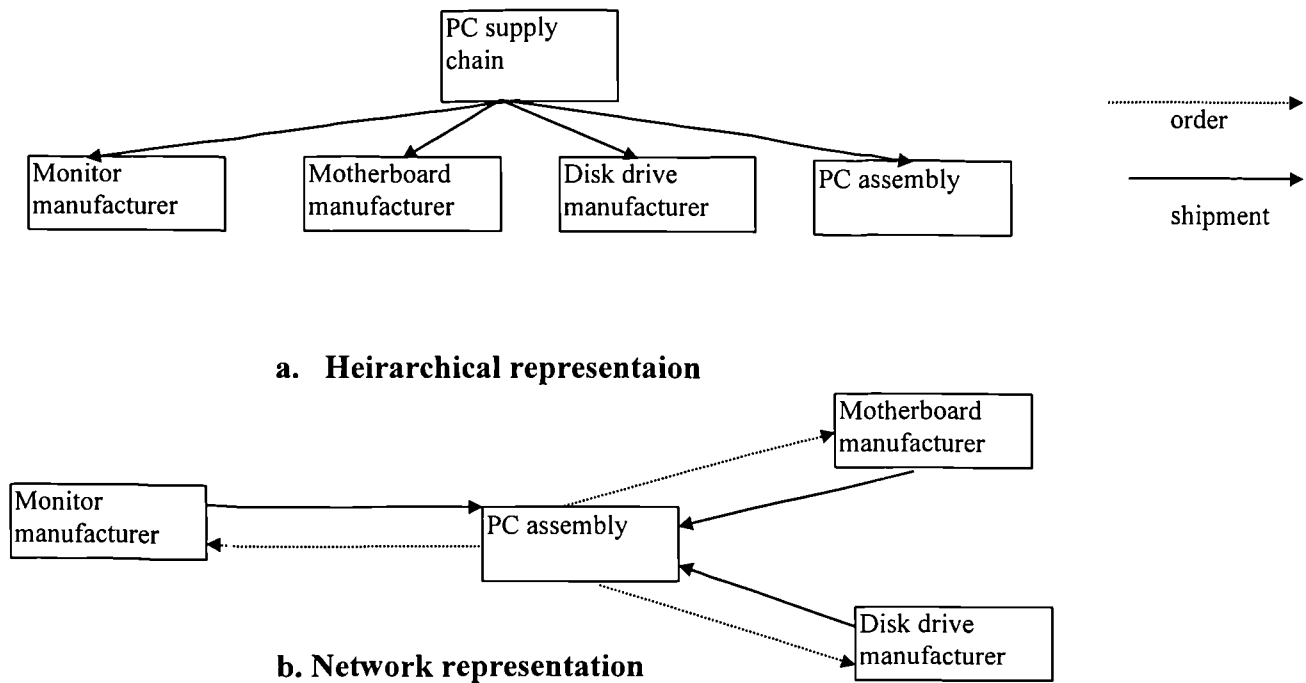 PC supply
chain
order
Monitor
manufacturer
Motherboard
manufacturer
Disk drive
manufacturer
PC assembly
shipment
a. Heirarchical representaion
Motherboard
manufacturer
Monitor
manufacturer
PC assembly
Disk drive
manufacturer
b. Network representation